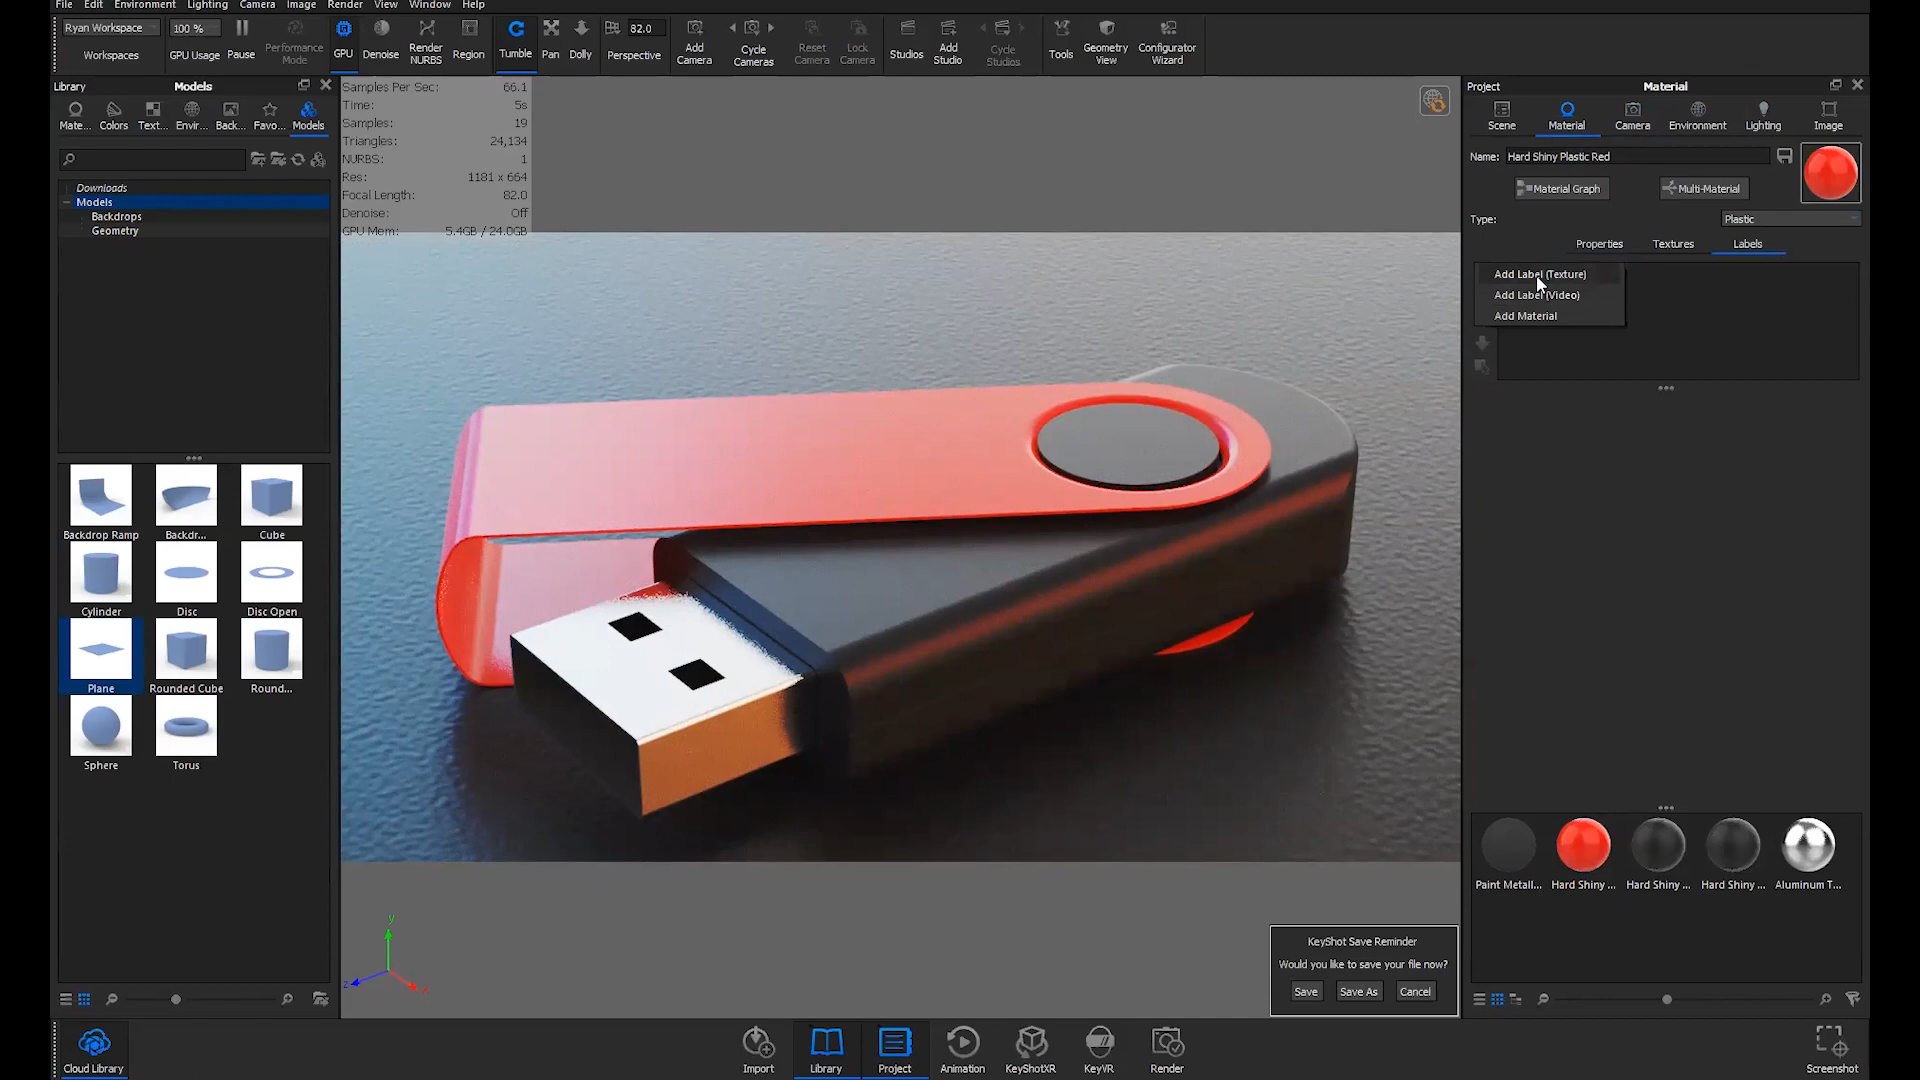 File Edit Environment Lighting Camera Image Render View Window Help
Ryan Workspace 100 % 82.0
Workspaces GPU Usage Pause Performance Mode GPU Denoise Render NURBS Region Tumble Pan Dolly Perspective Add Camera Cycle Cameras Reset Camera Lock Camera Studios Add Studio Cycle Studios Tools Geometry View Configurator Wizard
Library Models
Mate... Colors Text... Envir... Back... Favo... Models
Downloads
Models
Backdrops
Geometry
Backdrop Ramp Backdr... Cube
Cylinder Disc Disc Open
Plane Rounded Cube Round...
Sphere Torus
Samples Per Sec: 66.1
Time: 5s
Samples: 19
Triangles: 24,134
NURBS: 1
Res: 1181 x 664
Focal Length: 82.0
Denoise: Off
GPU Mem: 5.4GB / 24.0GB
y
z
x
KeyShot Save Reminder
Would you like to save your file now?
Save Save As Cancel
Project Material
Scene Material Camera Environment Lighting Image
Name: Hard Shiny Plastic Red
Material Graph Multi-Material
Type: Plastic
Properties Textures Labels
Add Label (Texture)
Add Label (Video)
Add Material
Paint Metall... Hard Shiny ... Hard Shiny ... Hard Shiny ... Aluminum T...
Cloud Library Import Library Project Animation KeyShotXR KeyVR Render Screenshot